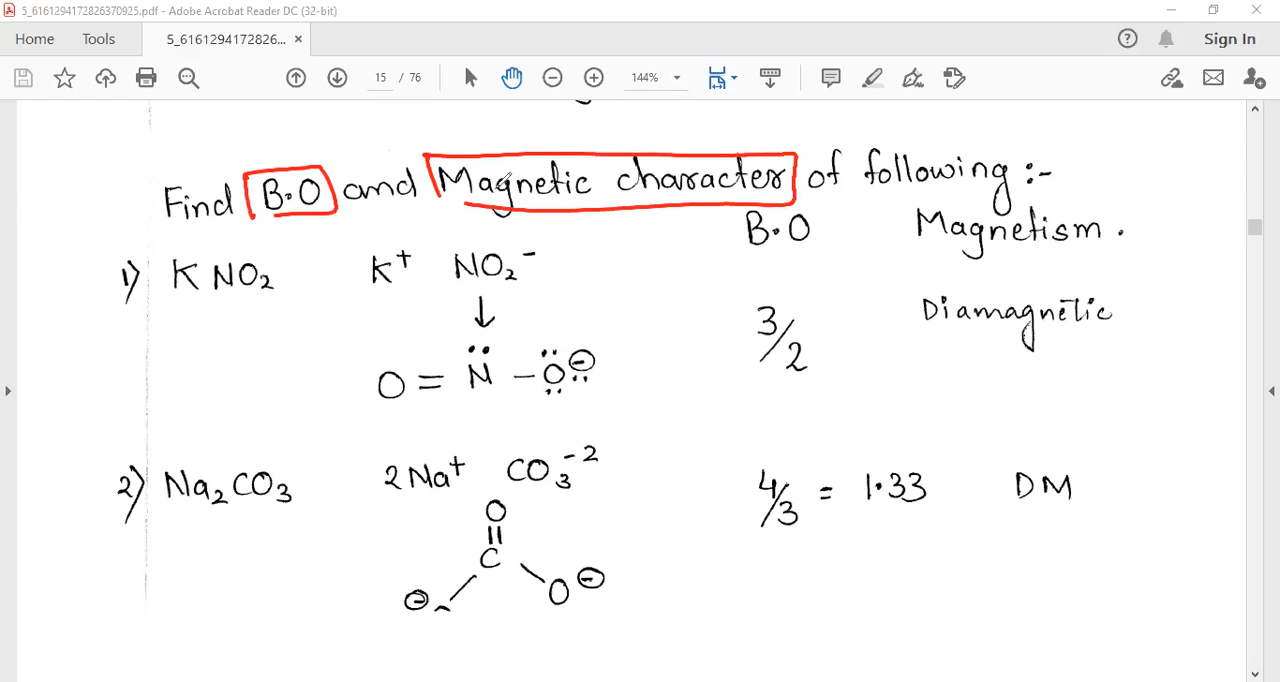 5_6161294172826370925.pdf - Adobe Acrobat Reader DC (32-bit)
Home Tools 5_6161294172826... × Sign In
15 / 76 144%
Find B.O and Magnetic character of following :-
B.O Magnetism.
1) KNO₂ K⁺ NO₂⁻
↓
3/2 Diamagnetic
O = N̈ - O ⊖
2) Na₂CO₃ 2Na⁺ CO₃⁻² 4/3 = 1.33 DM
O
||
C
⊖ O ⊖